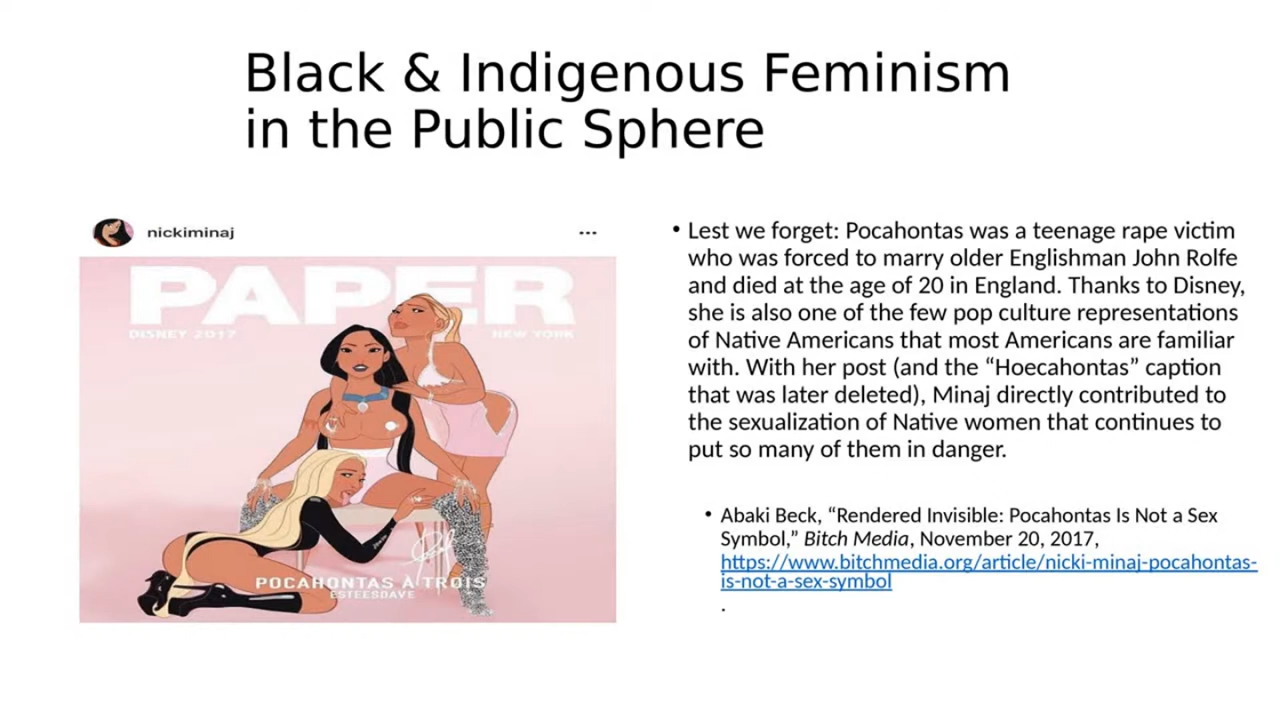 Black & Indigenous Feminism
in the Public Sphere
nickiminaj
PAPER
DISNEY 2017
NEW YORK
POCAHONTAS À TROIS
ESTEESDAVE
• Lest we forget: Pocahontas was a teenage rape victim
who was forced to marry older Englishman John Rolfe
and died at the age of 20 in England. Thanks to Disney,
she is also one of the few pop culture representations
of Native Americans that most Americans are familiar
with. With her post (and the “Hoecahontas” caption
that was later deleted), Minaj directly contributed to
the sexualization of Native women that continues to
put so many of them in danger.
• Abaki Beck, “Rendered Invisible: Pocahontas Is Not a Sex
Symbol,” Bitch Media, November 20, 2017,
https://www.bitchmedia.org/article/nicki-minaj-pocahontas-
is-not-a-sex-symbol
.